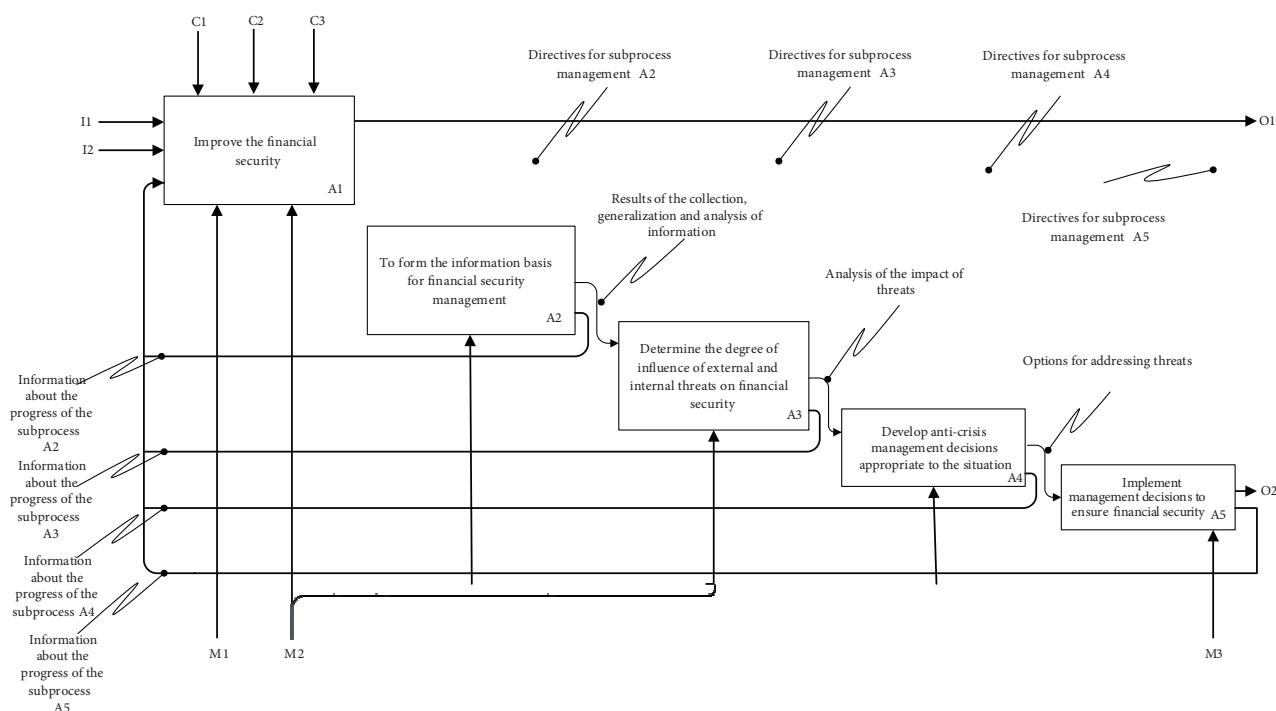 C1
C2
C3
I1
I2
Improve the financial
security
A1
Directives for subprocess
management A2
Directives for subprocess
management A3
Directives for subprocess
management A4
O1
Directives for subprocess
management A5
Results of the collection,
generalization and analysis of
information
To form the information basis
for financial security
management
A2
Analysis of the impact of
threats
Determine the degree of
influence of external and
internal threats on financial
security
A3
Options for addressing threats
Develop anti-crisis
management decisions
appropriate to the situation
A4
Implement
management decisions to
ensure financial security
A5
O2
Information
about the
progress of the
subprocess
A2
Information
about the
progress of the
subprocess
A3
Information
about the
progress of the
subprocess A4
Information
about the
progress of the
subprocess
A5
M1
M2
M3